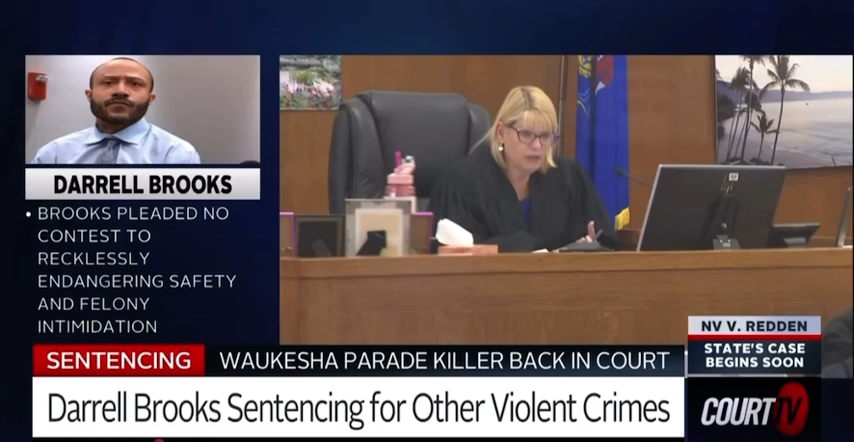 DARRELL BROOKS
• BROOKS PLEADED NO
CONTEST TO
RECKLESSLY
ENDANGERING SAFETY
AND FELONY
INTIMIDATION
NV V. REDDEN
STATE'S CASE
BEGINS SOON
SENTENCING WAUKESHA PARADE KILLER BACK IN COURT
Darrell Brooks Sentencing for Other Violent Crimes
COURT TV